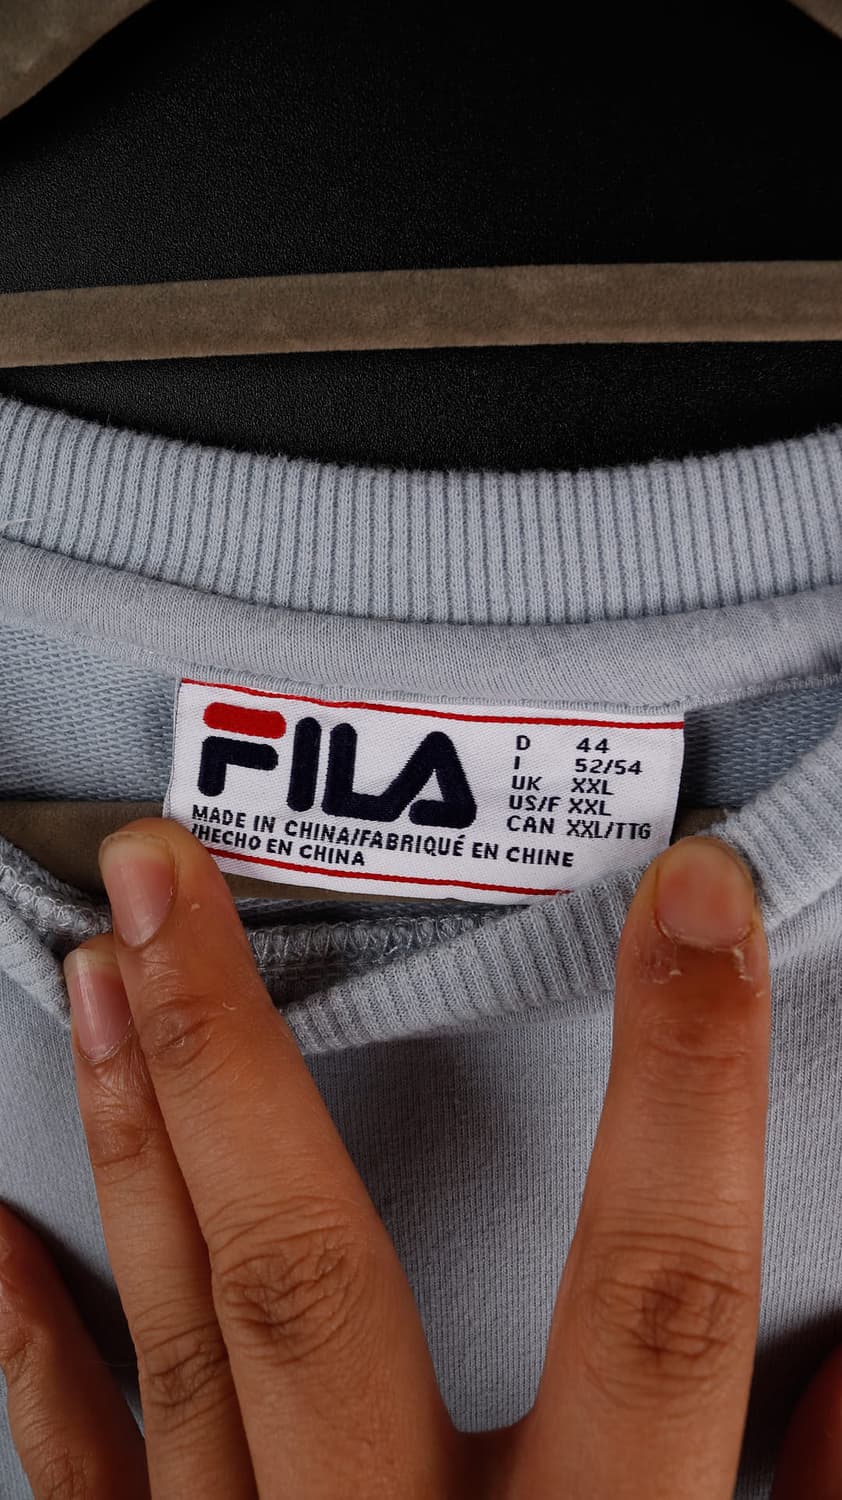 FILA
D 44
I 52/54
UK XXL
US/F XXL
CAN XXL/TTG
MADE IN CHINA/FABRIQUÉ EN CHINE
/HECHO EN CHINA